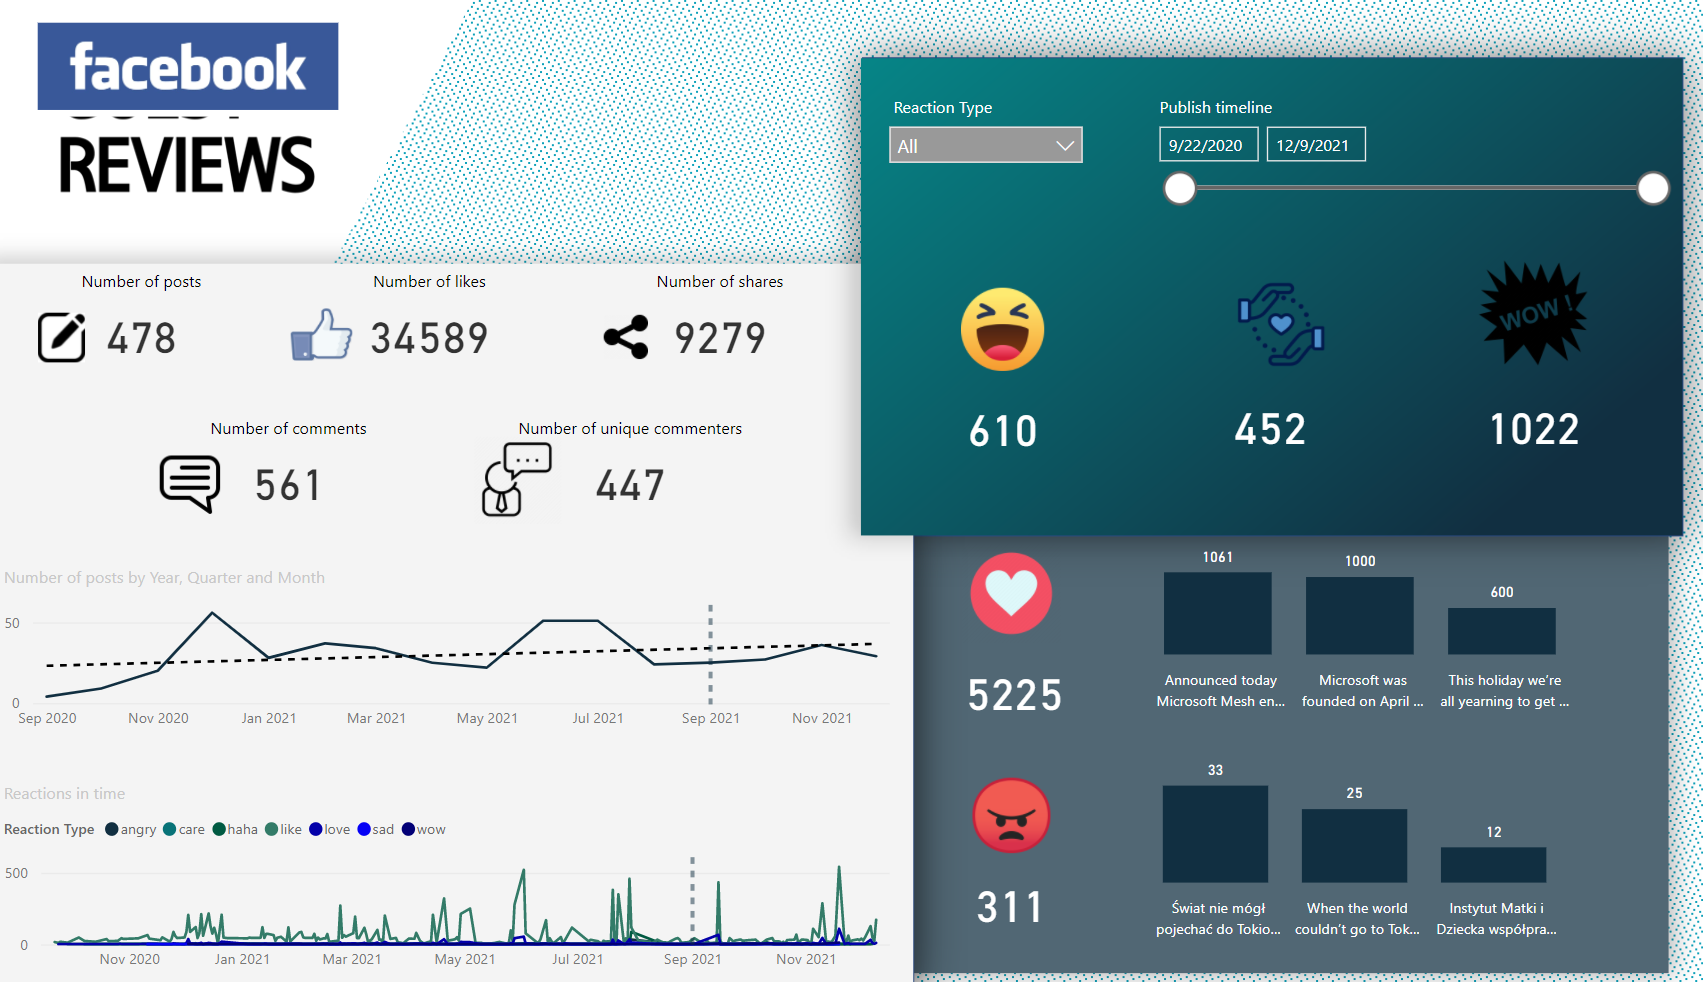 facebook
REVIEWS
Reaction Type
All
Publish timeline
9/22/2020
12/9/2021
610
452
WOW!
1022
Number of posts
478
Number of likes
34589
Number of shares
9279
Number of comments
561
Number of unique commenters
447
Number of posts by Year, Quarter and Month
50
0
Sep 2020 Nov 2020 Jan 2021 Mar 2021 May 2021 Jul 2021 Sep 2021 Nov 2021
Reactions in time
Reaction Type angry care haha like love sad wow
500
0
Nov 2020 Jan 2021 Mar 2021 May 2021 Jul 2021 Sep 2021 Nov 2021
5225
1061
1000
600
Announced today
Microsoft Mesh en...
Microsoft was
founded on April ...
This holiday we're
all yearning to get ...
311
33
25
12
Świat nie mógł
pojechać do Tokio...
When the world
couldn't go to Tok...
Instytut Matki i
Dziecka współpra...